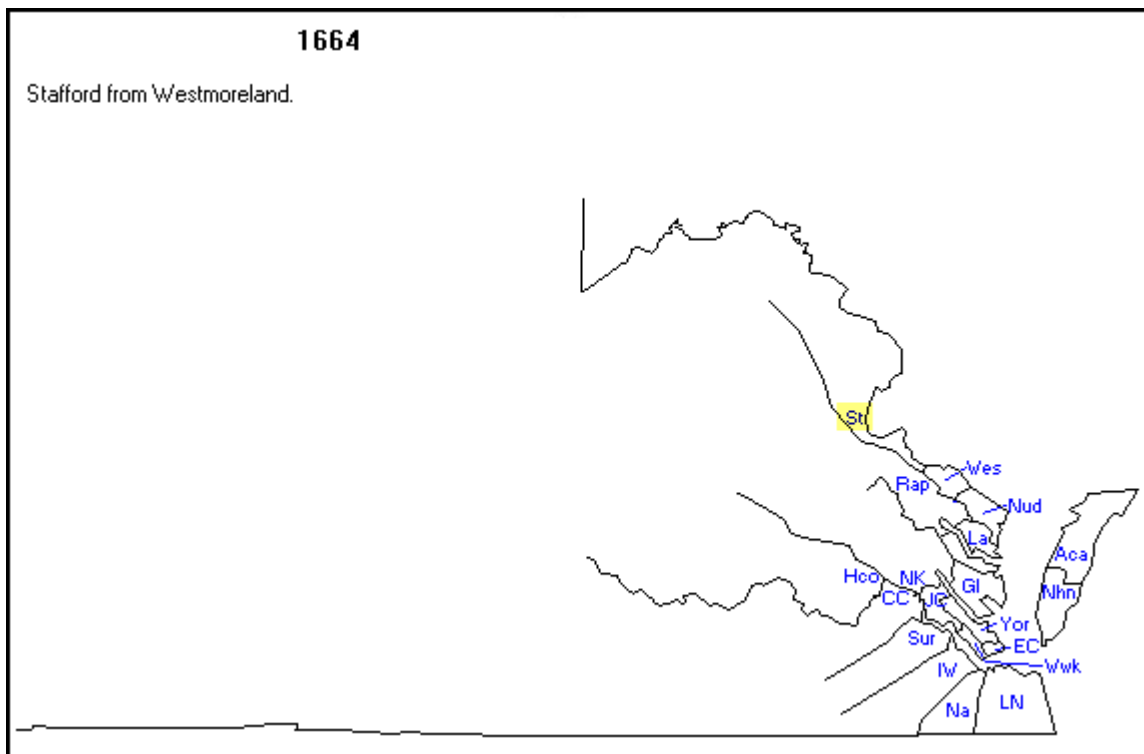 1664
Stafford from Westmoreland.
St
Wes
Rap
Nud
La
Aca
Hco
NK
Gl
CC
JC
Nhn
Yor
Sur
EC
IW
Wwk
Na
LN